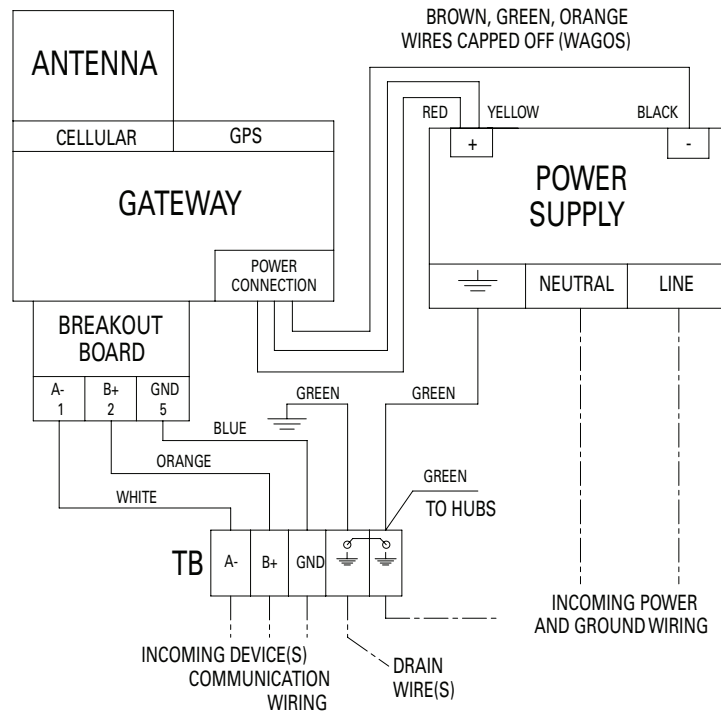 BROWN, GREEN, ORANGE
WIRES CAPPED OFF (WAGOS)
ANTENNA
RED
YELLOW
BLACK
CELLULAR
GPS
+
-
GATEWAY
POWER
SUPPLY
POWER
CONNECTION
NEUTRAL
LINE
BREAKOUT
BOARD
A-
1
B+
2
GND
5
GREEN
GREEN
BLUE
ORANGE
GREEN
WHITE
TO HUBS
TB
A-
B+
GND
INCOMING POWER
AND GROUND WIRING
INCOMING DEVICE(S)
COMMUNICATION
WIRING
DRAIN
WIRE(S)